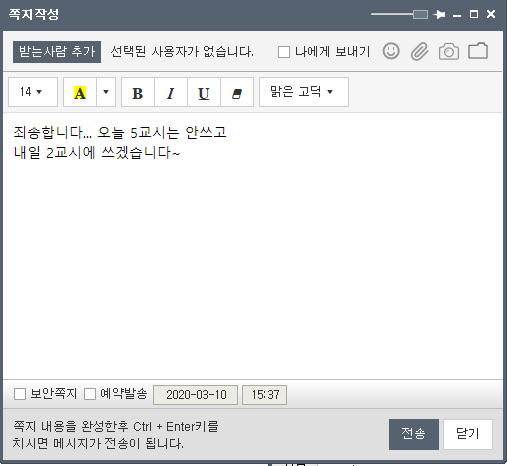 쪽지작성
받는사람 추가 선택된 사용자가 없습니다. 나에게 보내기
14 A B I U 맑은 고딕
죄송합니다... 오늘 5교시는 안쓰고
내일 2교시에 쓰겠습니다~
보안쪽지 예약발송 2020-03-10 15:37
쪽지 내용을 완성한후 Ctrl + Enter키를
치시면 메시지가 전송이 됩니다.
전송 닫기